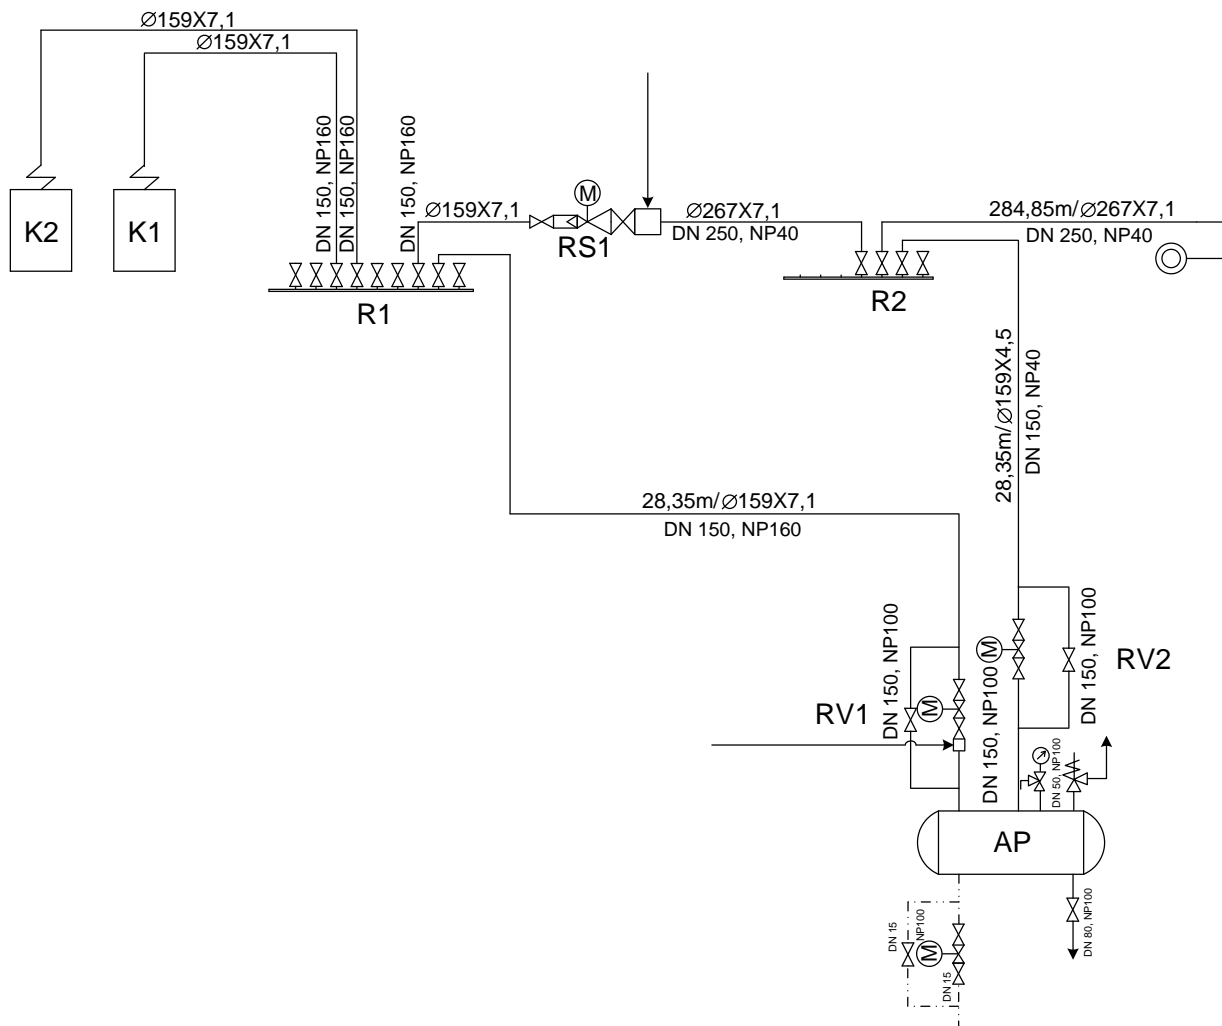 Ø159X7,1
Ø159X7,1
DN 150, NP160
DN 150, NP160
DN 150, NP160
K2
K1
Ø159X7,1
M
RS1
Ø267X7,1
DN 250, NP40
284,85m/Ø267X7,1
DN 250, NP40
R1
R2
28,35m/Ø159X4,5
DN 150, NP40
28,35m/Ø159X7,1
DN 150, NP160
DN 150, NP100
M
RV1
DN 150, NP100
M
DN 150, NP100
RV2
DN 50, NP100
AP
DN 15
NP100
M
DN 15
DN 80, NP100